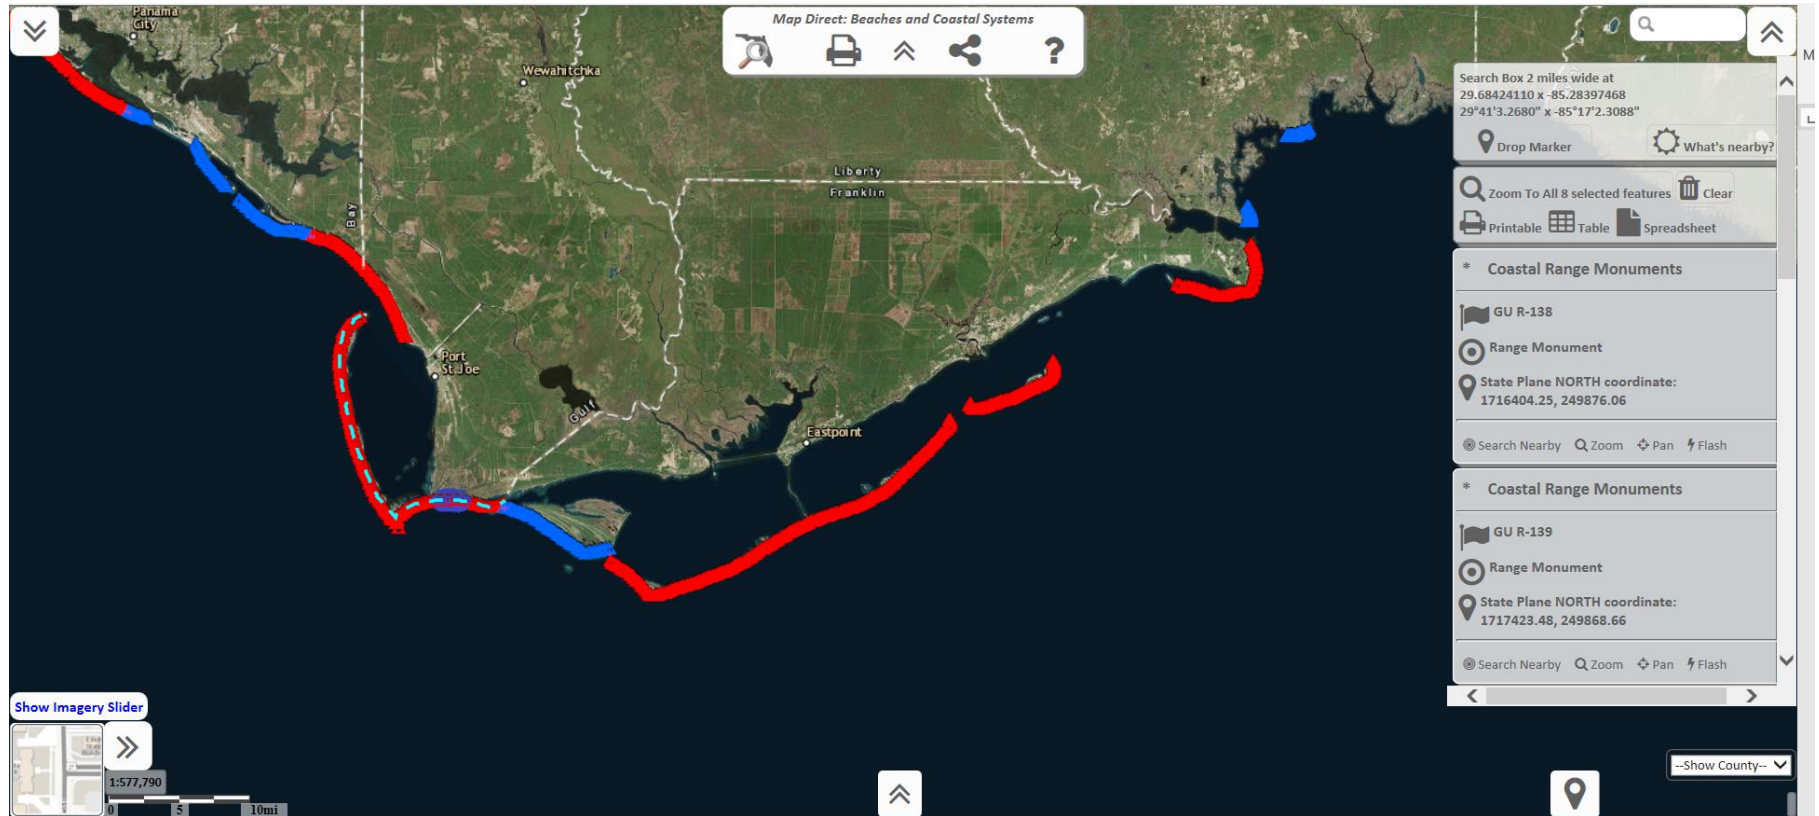 Panama
City
Map Direct: Beaches and Coastal Systems
?
Wewahitchka
Liberty
Franklin
Bay
Port
St.Joe
Gulf
Eastpoint
Search Box 2 miles wide at
29.68424110 x -85.28397468
29°41'3.2680" x -85°17'2.3088"
Drop Marker What's nearby?
Zoom To All 8 selected features Clear
Printable Table Spreadsheet
* Coastal Range Monuments
GU R-138
Range Monument
State Plane NORTH coordinate:
1716404.25, 249876.06
Search Nearby Zoom Pan Flash
* Coastal Range Monuments
GU R-139
Range Monument
State Plane NORTH coordinate:
1717423.48, 249868.66
Search Nearby Zoom Pan Flash
Show Imagery Slider
1:577,790
0 5 10mi
--Show County--
M